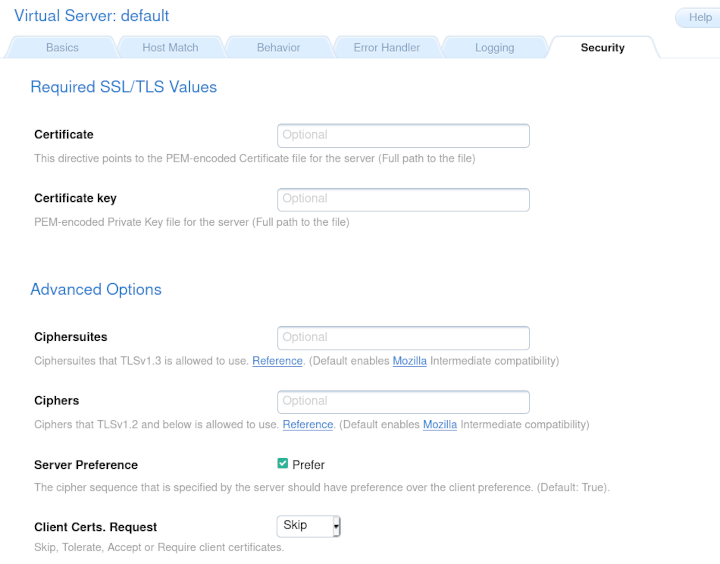 Virtual Server: default
Help
Basics
Host Match
Behavior
Error Handler
Logging
Security
Required SSL/TLS Values
Certificate
Optional
This directive points to the PEM-encoded Certificate file for the server (Full path to the file)
Certificate key
Optional
PEM-encoded Private Key file for the server (Full path to the file)
Advanced Options
Ciphersuites
Optional
Ciphersuites that TLSv1.3 is allowed to use. Reference. (Default enables Mozilla Intermediate compatibility)
Ciphers
Optional
Ciphers that TLSv1.2 and below is allowed to use. Reference. (Default enables Mozilla Intermediate compatibility)
Server Preference
Prefer
The cipher sequence that is specified by the server should have preference over the client preference. (Default: True).
Client Certs. Request
Skip
Skip, Tolerate, Accept or Require client certificates.